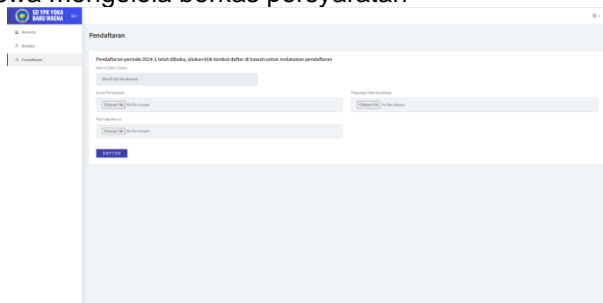 mengelola berkas persyaratan
SD YPK YOKA
BARU WAENA
Beranda
Pendaftaran
Pendaftaran
Pendaftaran periode 2024-1 telah dibuka, silakan klik tombol daftar di bawah untuk melakukan pendaftaran
Nama Calon Siswa
Surat Pernyataan
Choose File No file chosen
Choose File No file chosen
Pas Foto Warna
Choose File No file chosen
DAFTAR